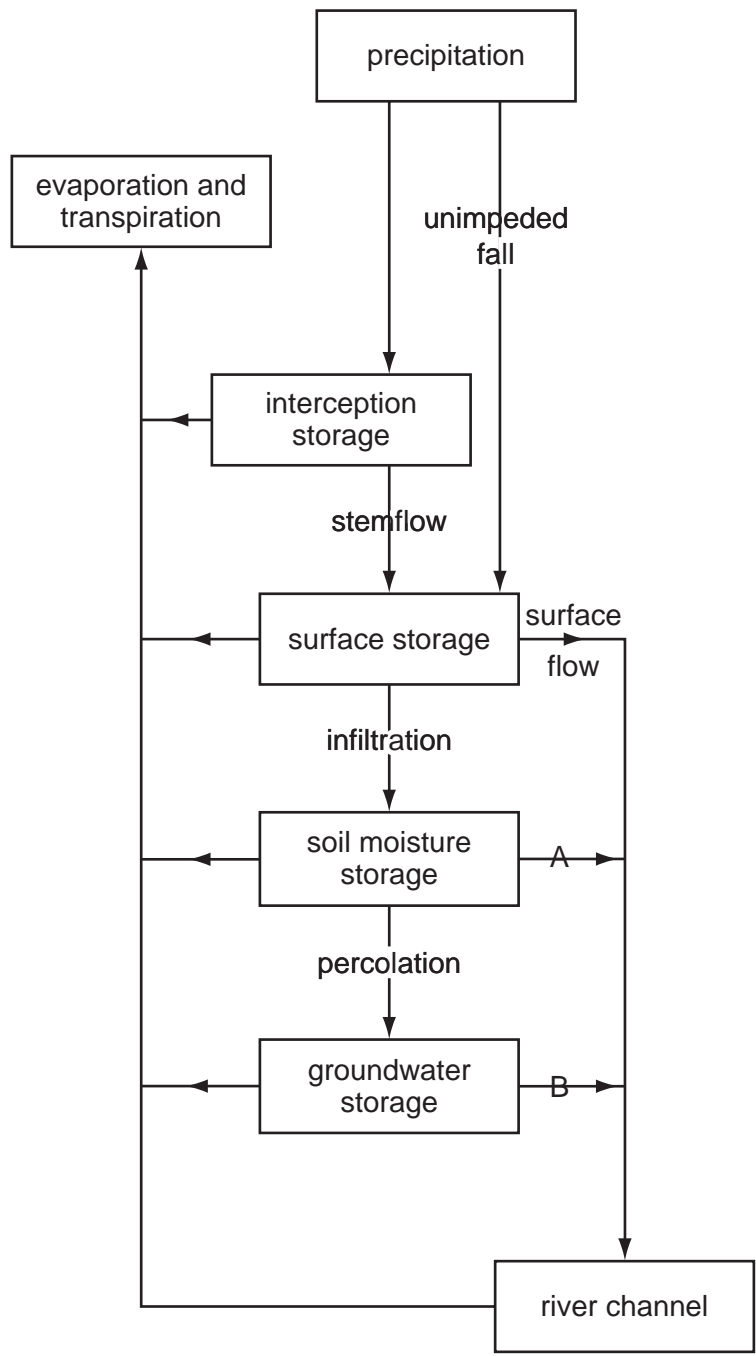 precipitation
evaporation and
transpiration
unimpeded
fall
interception
storage
stemflow
surface storage
surface
flow
infiltration
soil moisture
storage
A
percolation
groundwater
storage
B
river channel